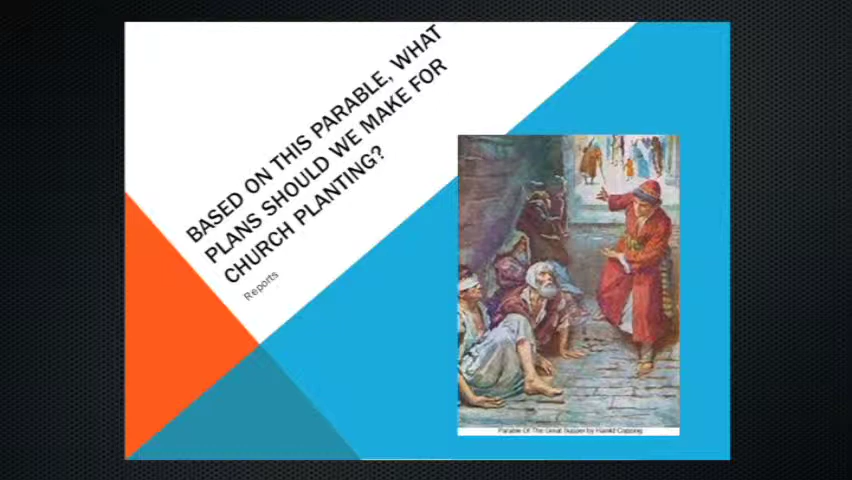 BASED ON THIS PARABLE, WHAT
PLANS SHOULD WE MAKE FOR
CHURCH PLANTING?
Reports
Parable Of The Great Supper by Harold Copping